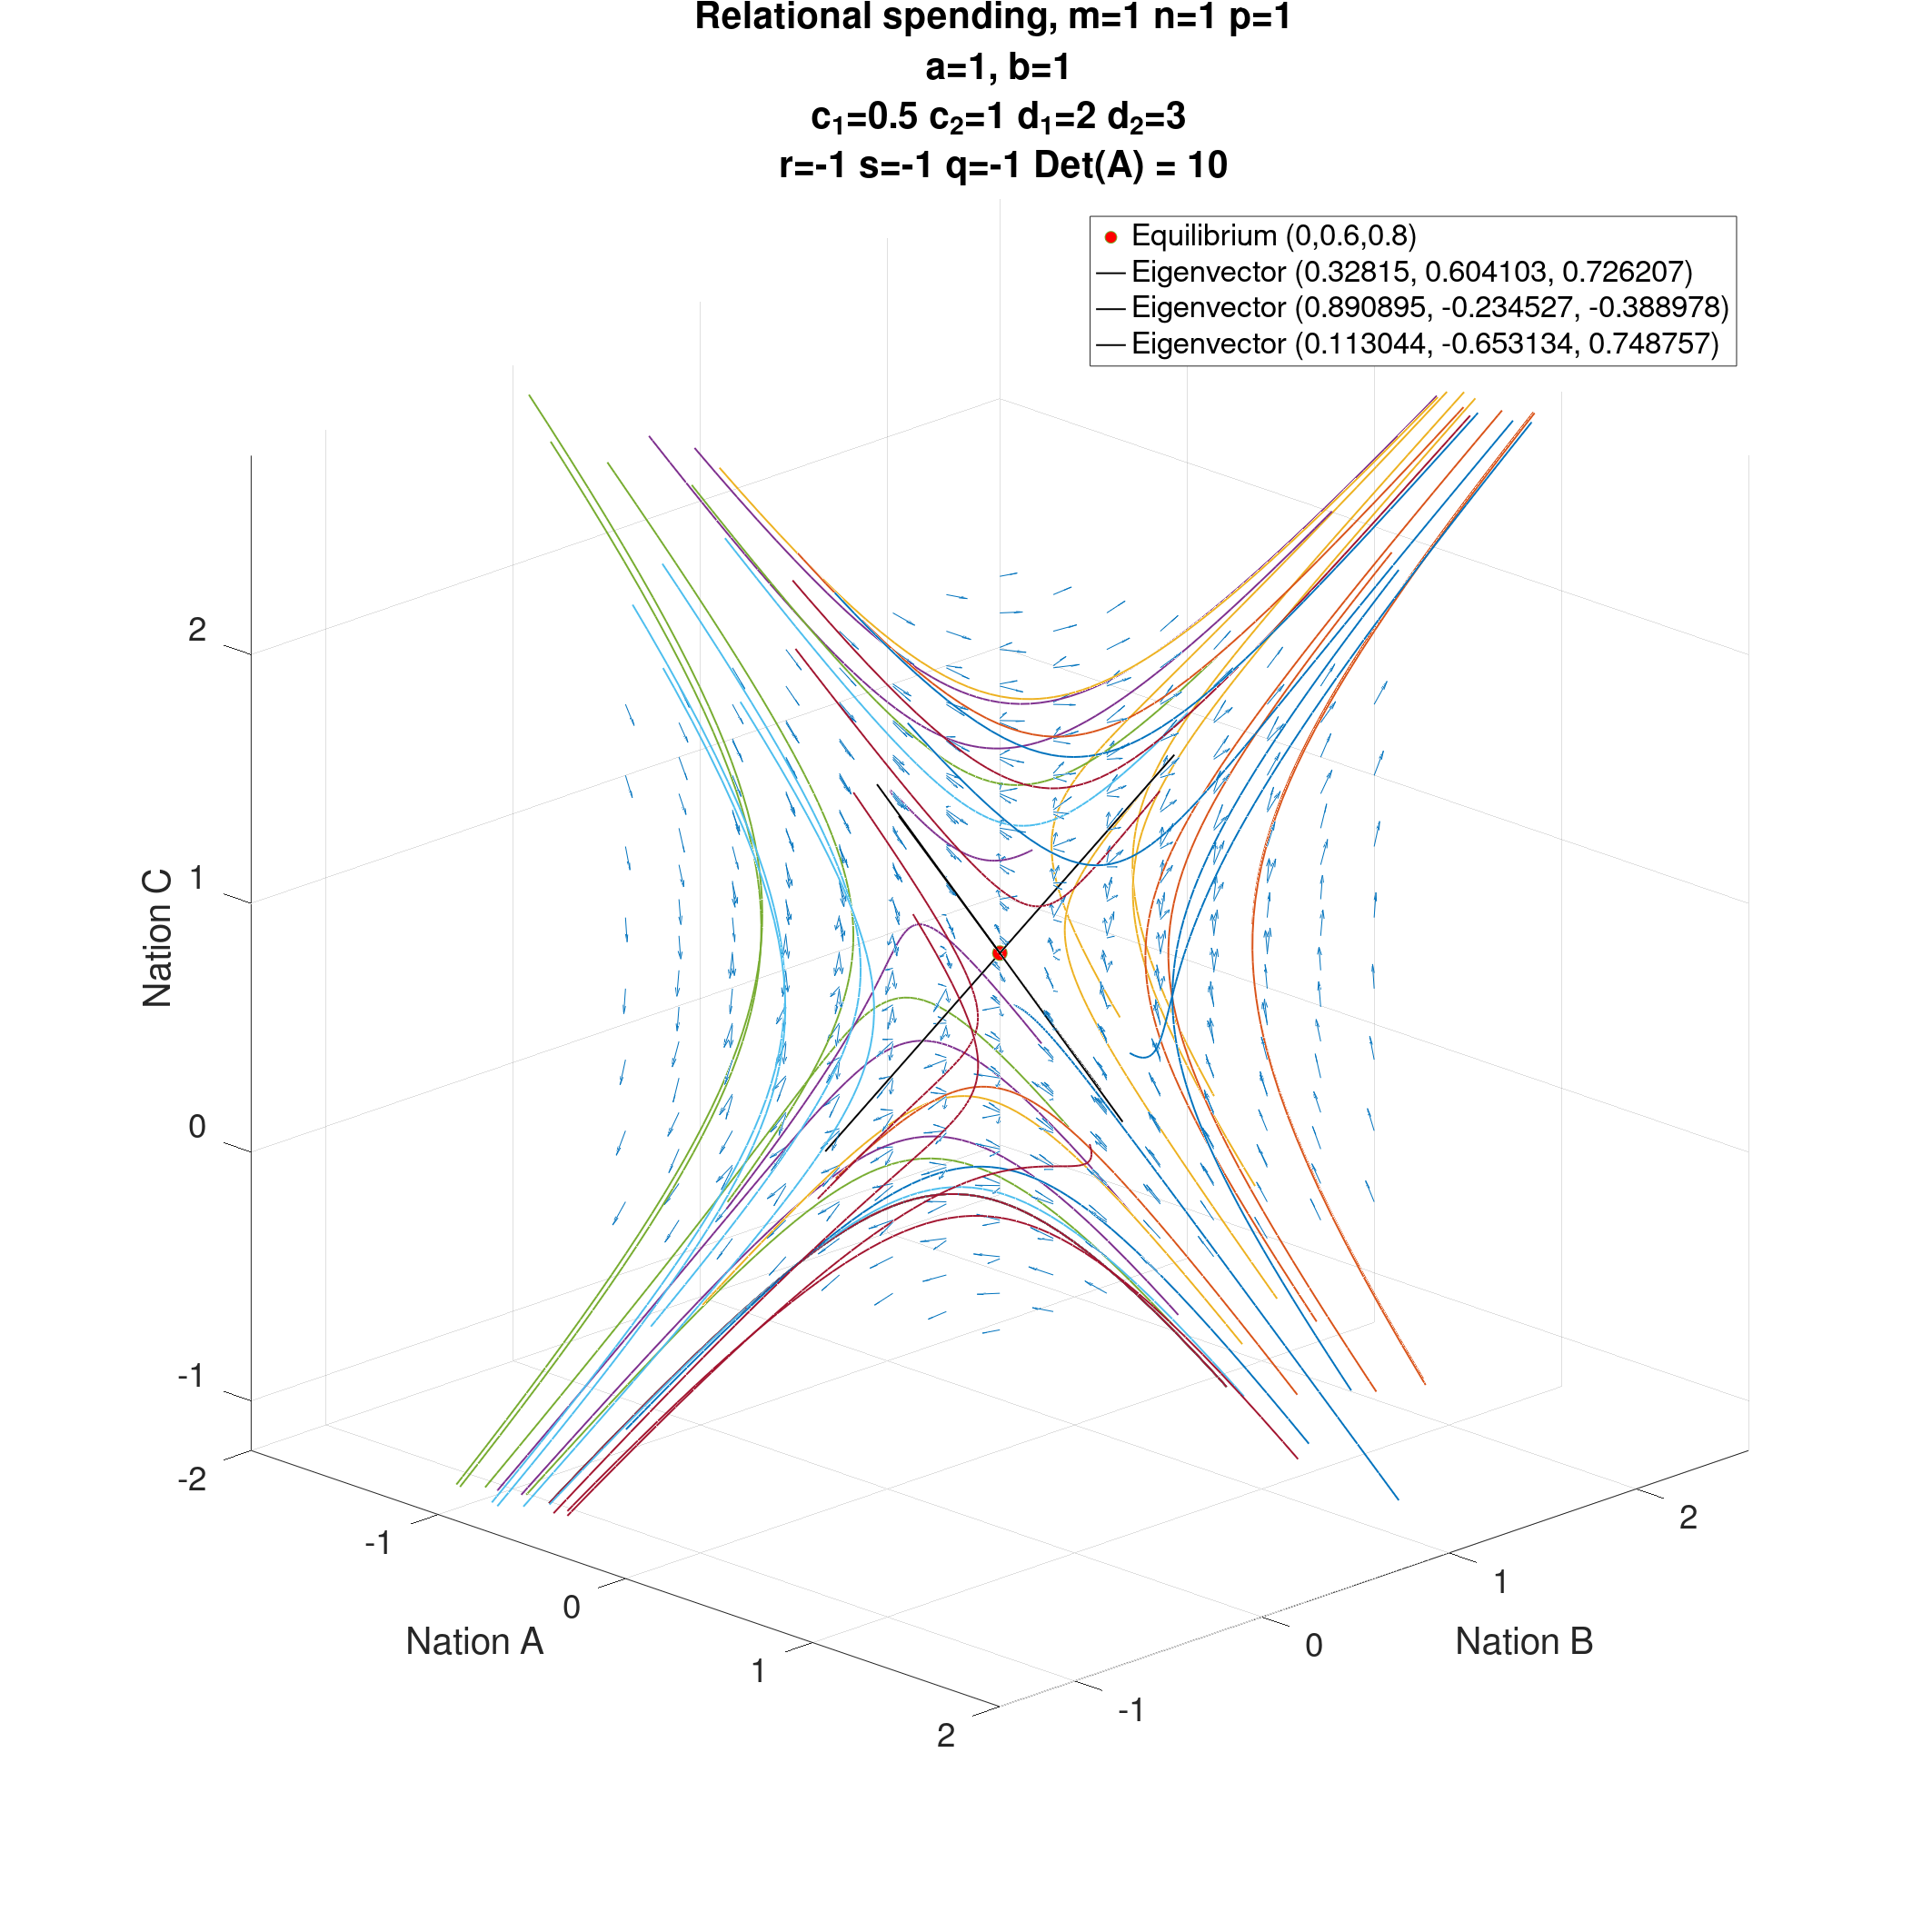 Relational spending, m=1 n=1 p=1
a=1, b=1
c₁=0.5 c₂=1 d₁=2 d₂=3
r=-1 s=-1 q=-1 Det(A) = 10
Equilibrium (0,0.6,0.8)
Eigenvector (0.32815, 0.604103, 0.726207)
Eigenvector (0.890895, -0.234527, -0.388978)
Eigenvector (0.113044, -0.653134, 0.748757)
2
1
0
-1
-2
Nation C
-1
0
1
2
Nation A
-1
0
1
2
Nation B